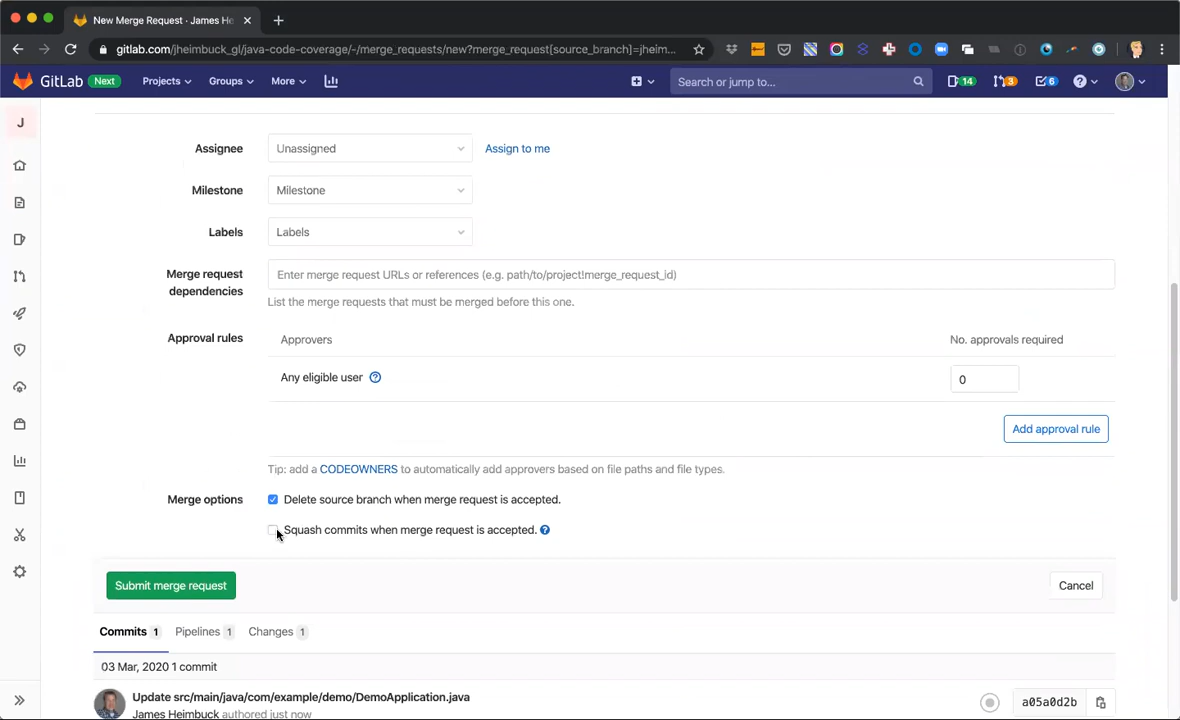 New Merge Request · James He
gitlab.com/jheimbuck_gl/java-code-coverage/-/merge_requests/new?merge_request[source_branch]=jheim...
GitLab Next Projects Groups More Search or jump to... 14 3 6
J
Assignee Unassigned Assign to me
Milestone Milestone
Labels Labels
Merge request dependencies
Enter merge request URLs or references (e.g. path/to/project!merge_request_id)
List the merge requests that must be merged before this one.
Approval rules Approvers No. approvals required
Any eligible user 0
Add approval rule
Tip: add a CODEOWNERS to automatically add approvers based on file paths and file types.
Merge options Delete source branch when merge request is accepted.
Squash commits when merge request is accepted.
Submit merge request Cancel
Commits 1 Pipelines 1 Changes 1
03 Mar, 2020 1 commit
Update src/main/java/com/example/demo/DemoApplication.java
James Heimbuck authored just now
a05a0d2b